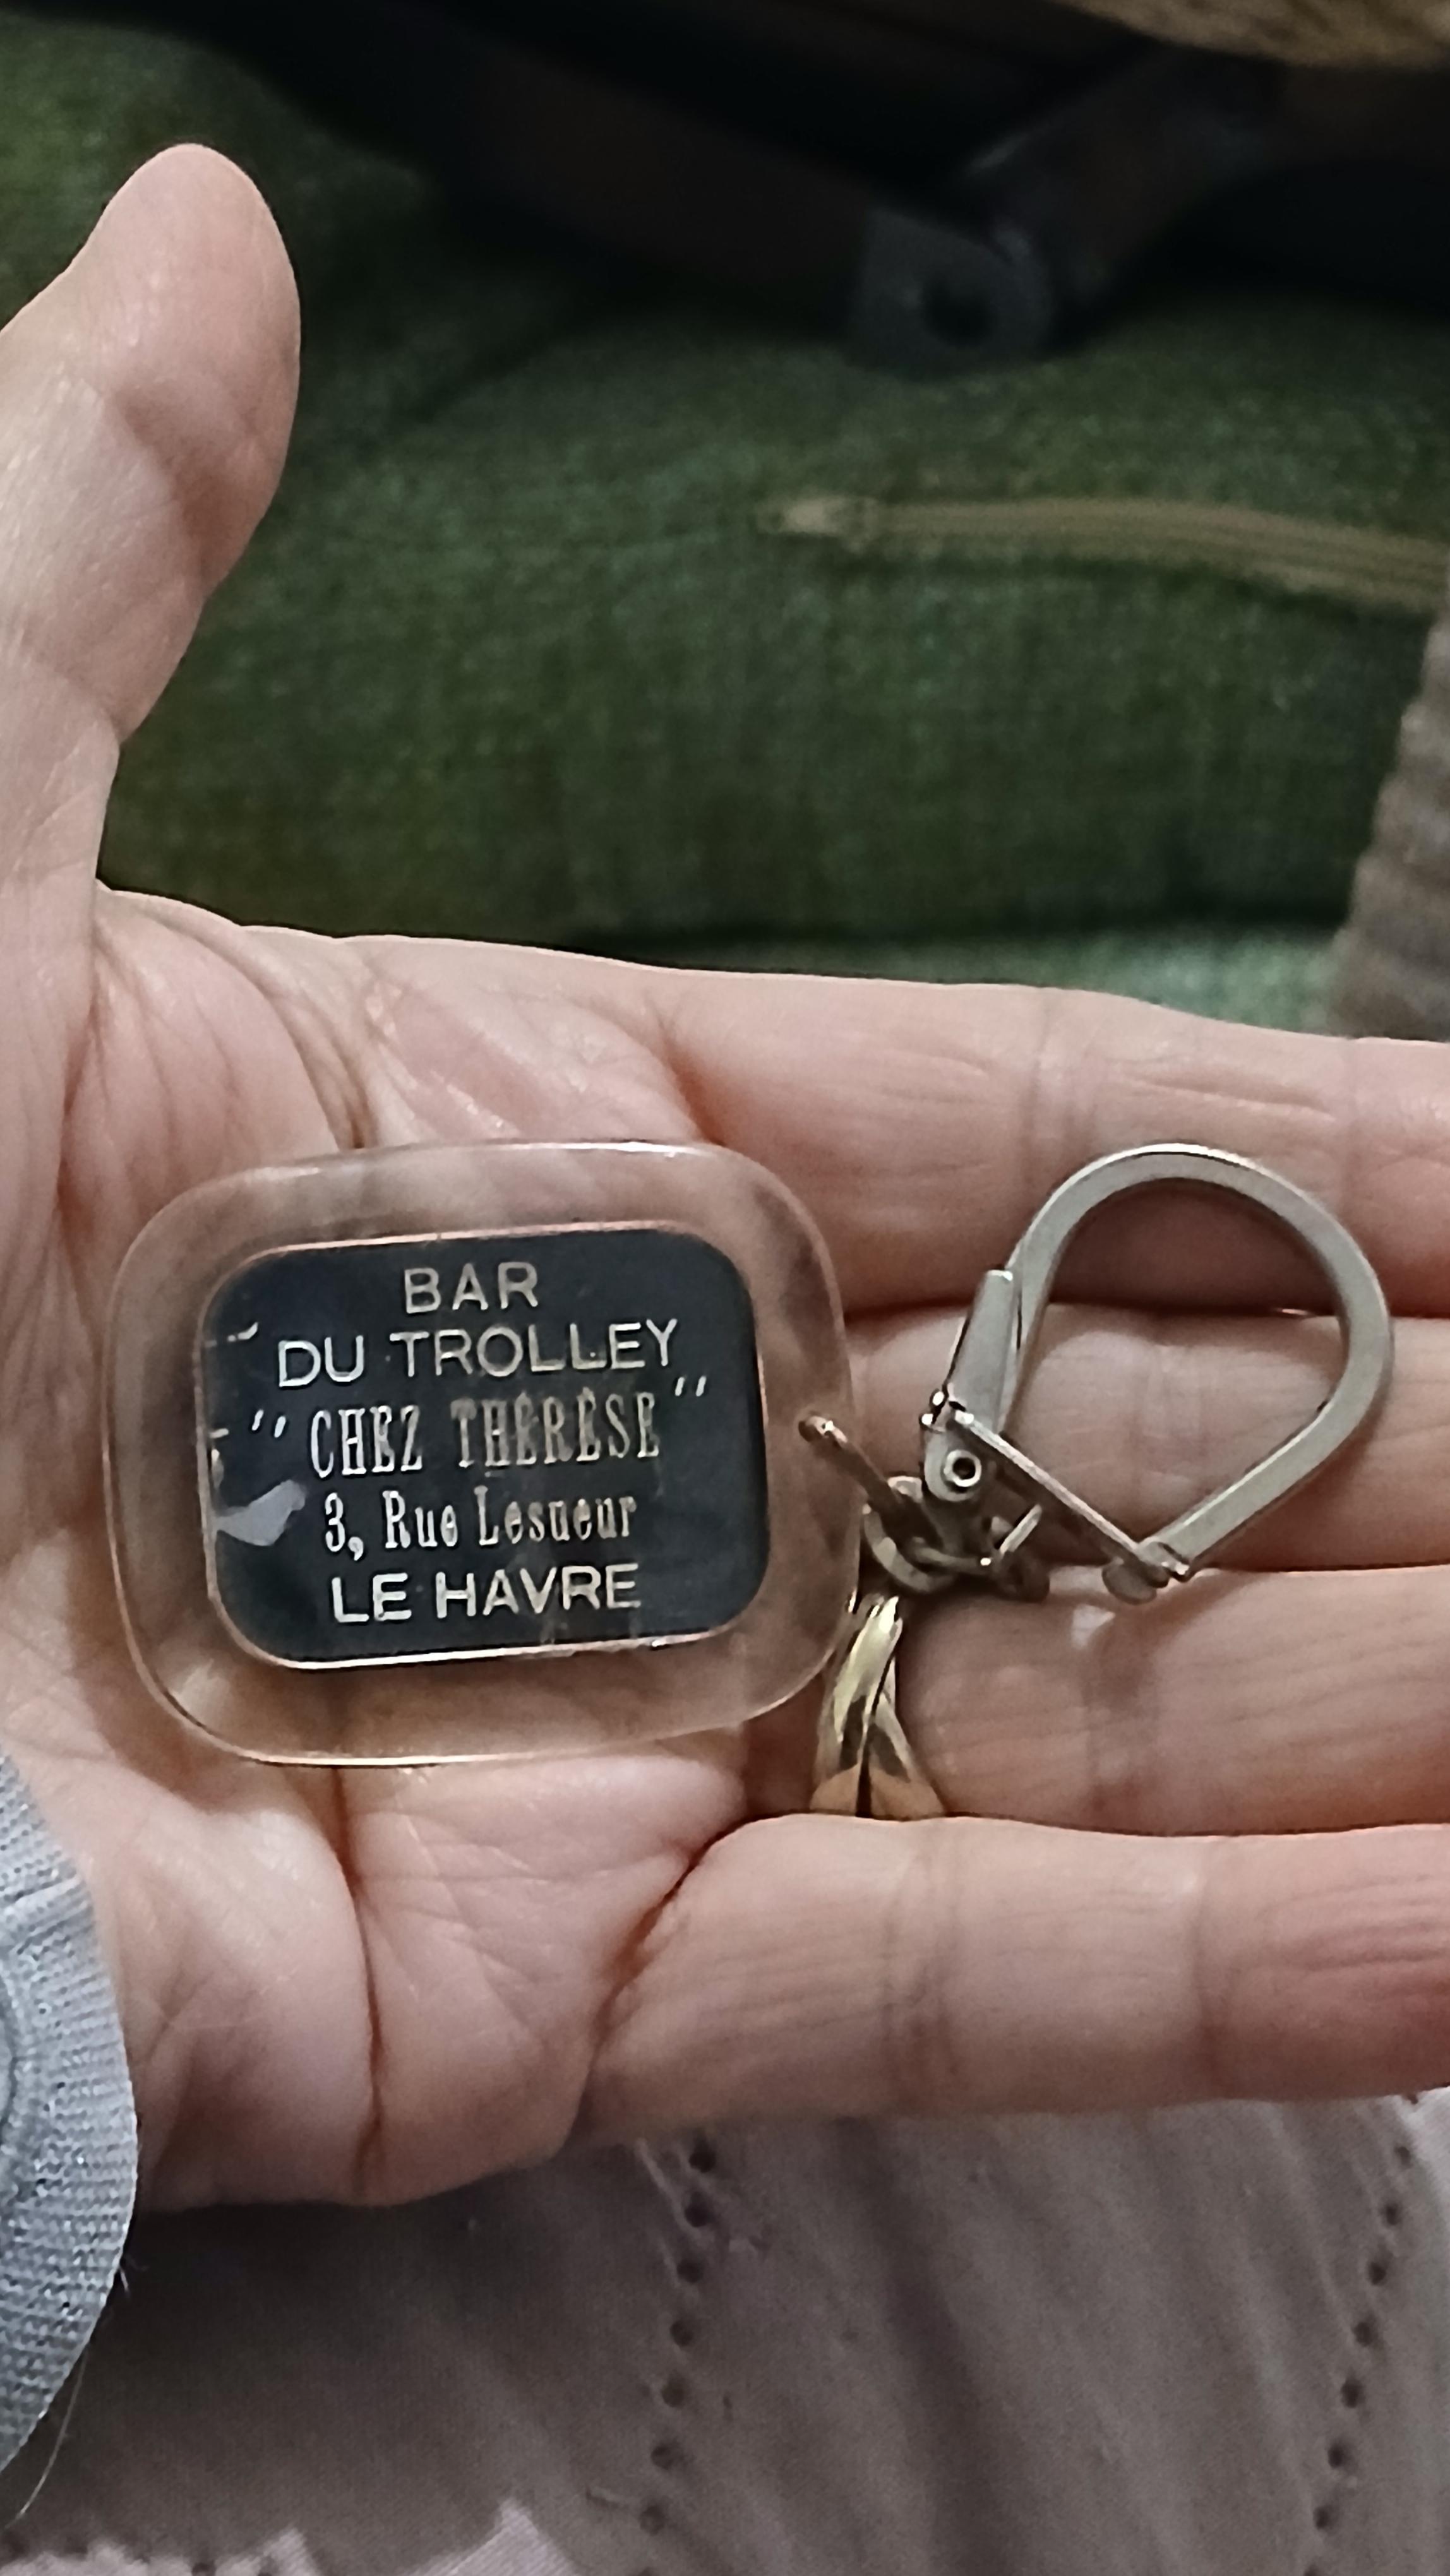 BAR
DU TROLLEY
" CHEZ THÉRÈSE "
3, Rue Lesueur
LE HAVRE